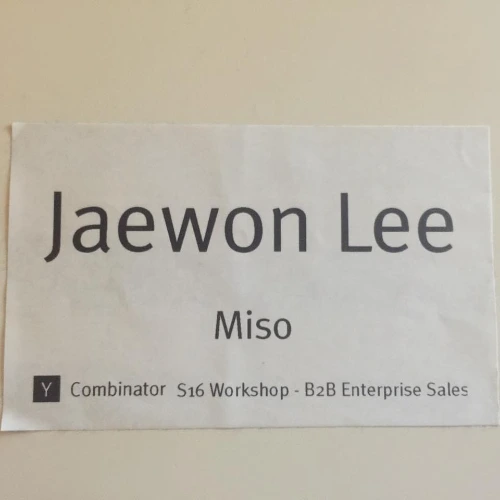 Jaewon Lee
Miso
Y Combinator S16 Workshop - B2B Enterprise Sales